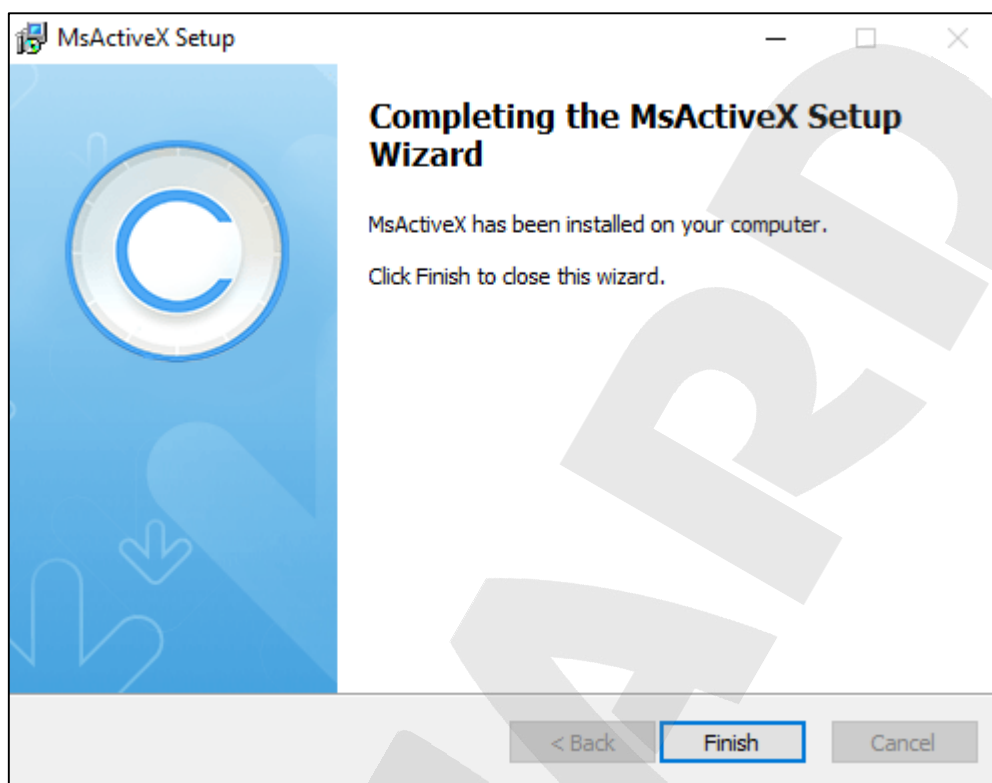 MsActiveX Setup
Completing the MsActiveX Setup
Wizard
MsActiveX has been installed on your computer.
Click Finish to close this wizard.
< Back
Finish
Cancel